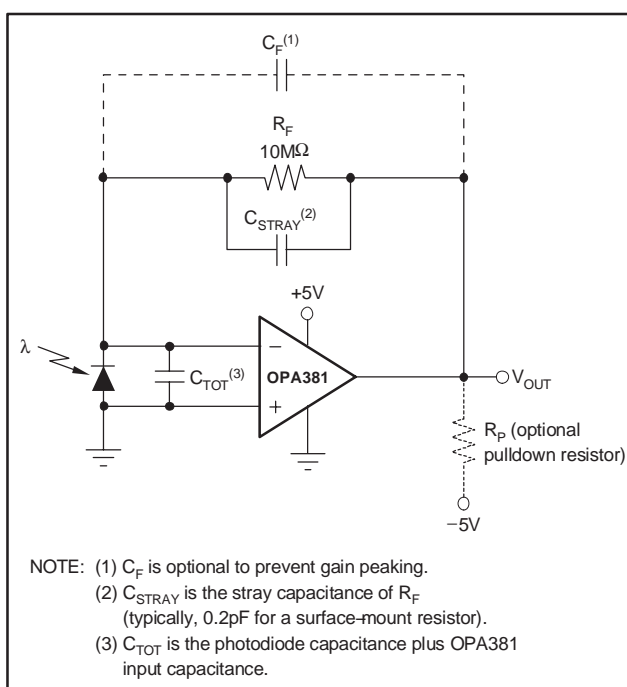 C_F(1)
R_F
10MΩ
C_STRAY(2)
+5V
λ
−
OPA381
+
C_TOT(3)
V_OUT
R_P (optional
pulldown resistor)
−5V
NOTE: (1) C_F is optional to prevent gain peaking.
(2) C_STRAY is the stray capacitance of R_F
(typically, 0.2pF for a surface−mount resistor).
(3) C_TOT is the photodiode capacitance plus OPA381
input capacitance.